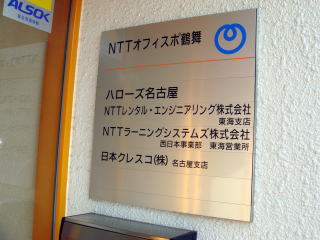 ALSOK
NTTオフィスポ鶴舞
ハローズ名古屋
NTTレンタル・エンジニアリング株式会社
東海支店
NTTラーニングシステムズ株式会社
西日本事業部 東海営業所
日本クレスコ(株) 名古屋支店